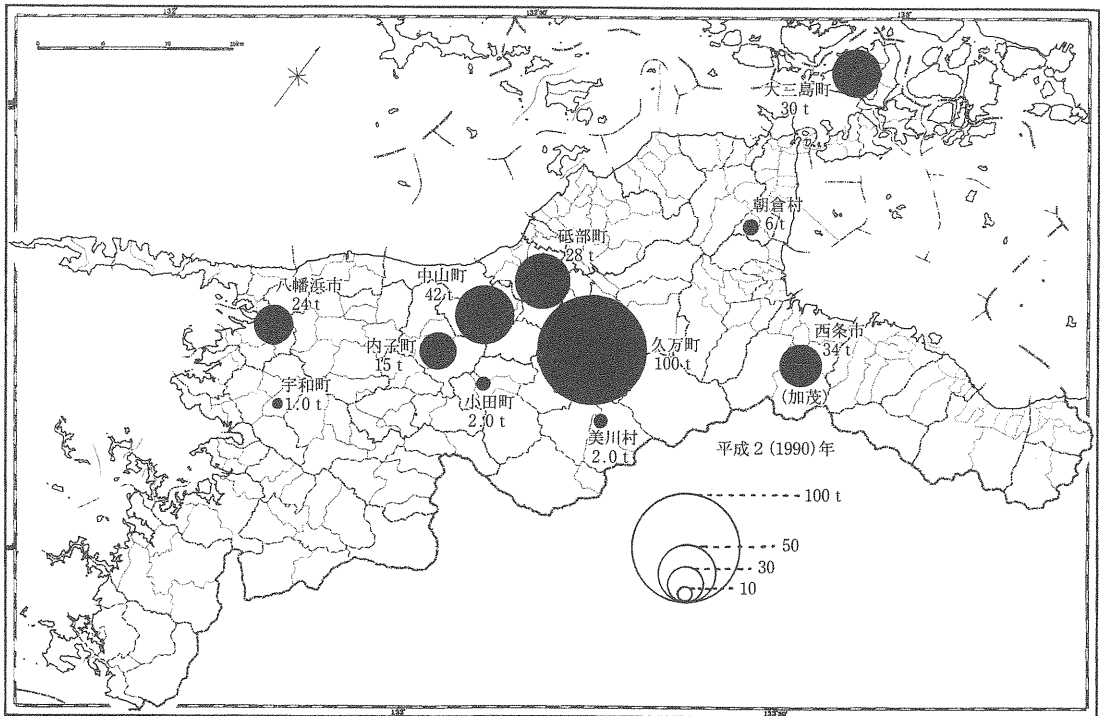 大三島町
30 t
朝倉村
6 t
砥部町
28 t
中山町
42 t
八幡浜市
24 t
内子町
15 t
久万町
100 t
西条市
34 t
(加茂)
宇和町
1.0 t
小田町
2.0 t
美川村
2.0 t
平成2(1990)年
100 t
50
30
10